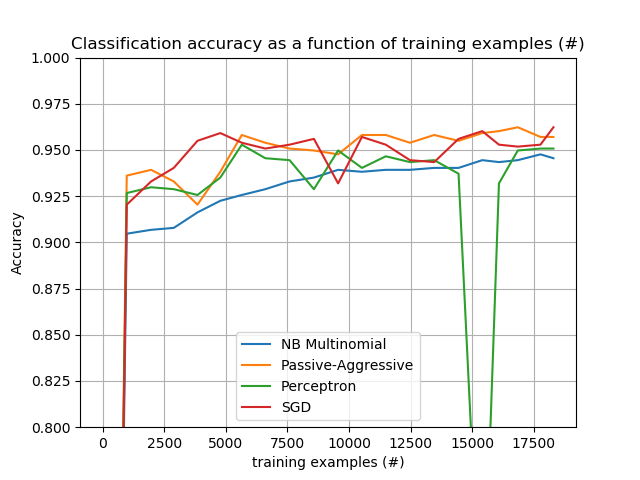 Classification accuracy as a function of training examples (#)
1.000
0.975
0.950
0.925
0.900
0.875
0.850
0.825
0.800
Accuracy
NB Multinomial
Passive-Aggressive
Perceptron
SGD
0 2500 5000 7500 10000 12500 15000 17500
training examples (#)